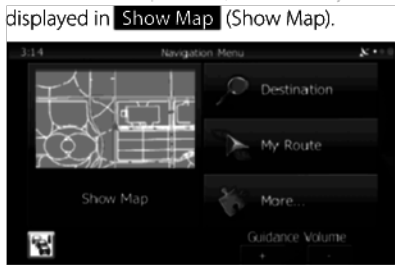 displayed in Show Map (Show Map).
3:14 Navigation Menu
Destination
My Route
Show Map
More...
Guidance Volume
+ -